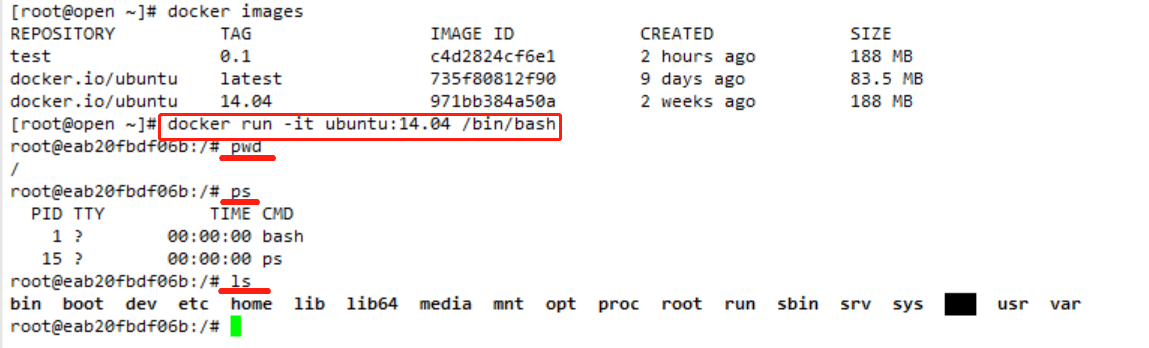 [root@open ~]# docker images
REPOSITORY TAG IMAGE ID CREATED SIZE
test 0.1 c4d2824cf6e1 2 hours ago 188 MB
docker.io/ubuntu latest 735f80812f90 9 days ago 83.5 MB
docker.io/ubuntu 14.04 971bb384a50a 2 weeks ago 188 MB
[root@open ~]# docker run -it ubuntu:14.04 /bin/bash
root@eab20fbdf06b:/# pwd
/
root@eab20fbdf06b:/# ps
PID TTY TIME CMD
1 ? 00:00:00 bash
15 ? 00:00:00 ps
root@eab20fbdf06b:/# ls
bin boot dev etc home lib lib64 media mnt opt proc root run sbin srv sys usr var
root@eab20fbdf06b:/#